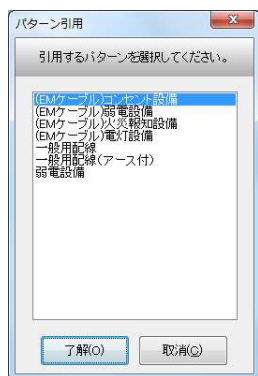 パターン引用
引用するパターンを選択してください。
(EMケーブル)コンセント設備
(EMケーブル)弱電設備
(EMケーブル)火災報知設備
(EMケーブル)電灯設備
一般用配線
一般用配線(アース付)
弱電設備
了解(O)
取消(C)